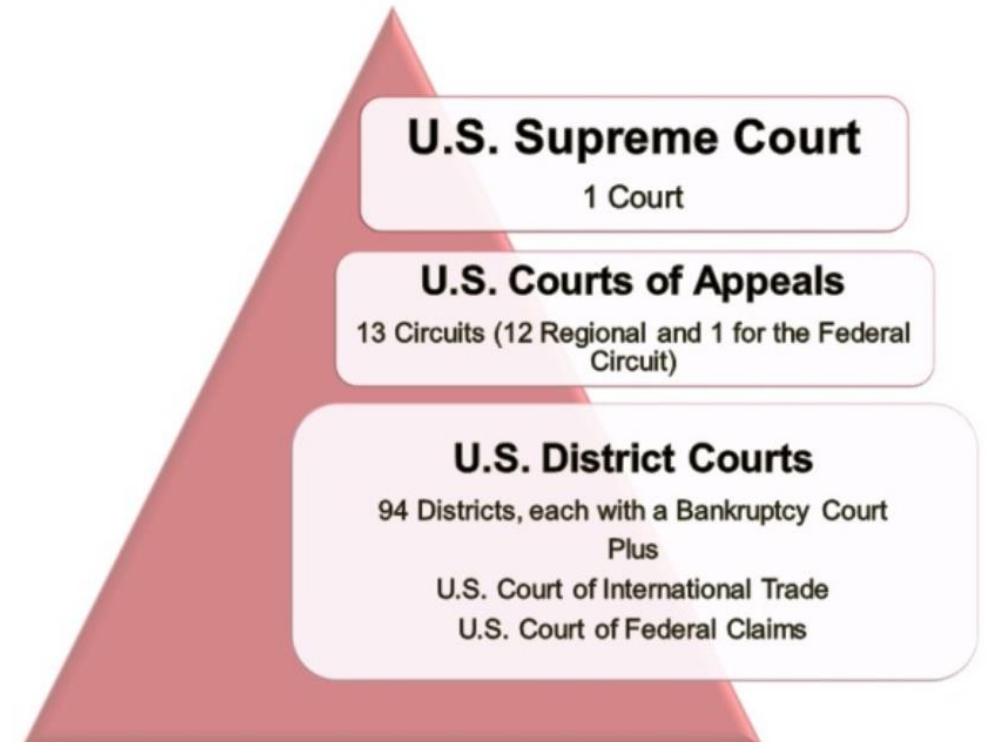 U.S. Supreme Court
1 Court
U.S. Courts of Appeals
13 Circuits (12 Regional and 1 for the Federal
Circuit)
U.S. District Courts
94 Districts, each with a Bankruptcy Court
Plus
U.S. Court of International Trade
U.S. Court of Federal Claims